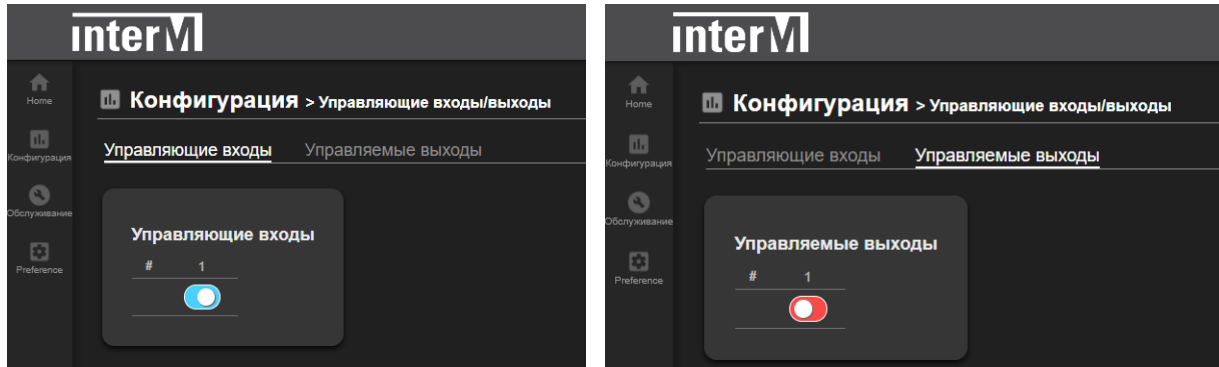 interM
Home
Конфигурация > Управляющие входы/выходы
Конфигурация
Управляющие входы Управляемые выходы
Обслуживание
Управляющие входы
Preference
# 1
interM
Home
Конфигурация > Управляющие входы/выходы
Конфигурация
Управляющие входы Управляемые выходы
Обслуживание
Управляемые выходы
Preference
# 1